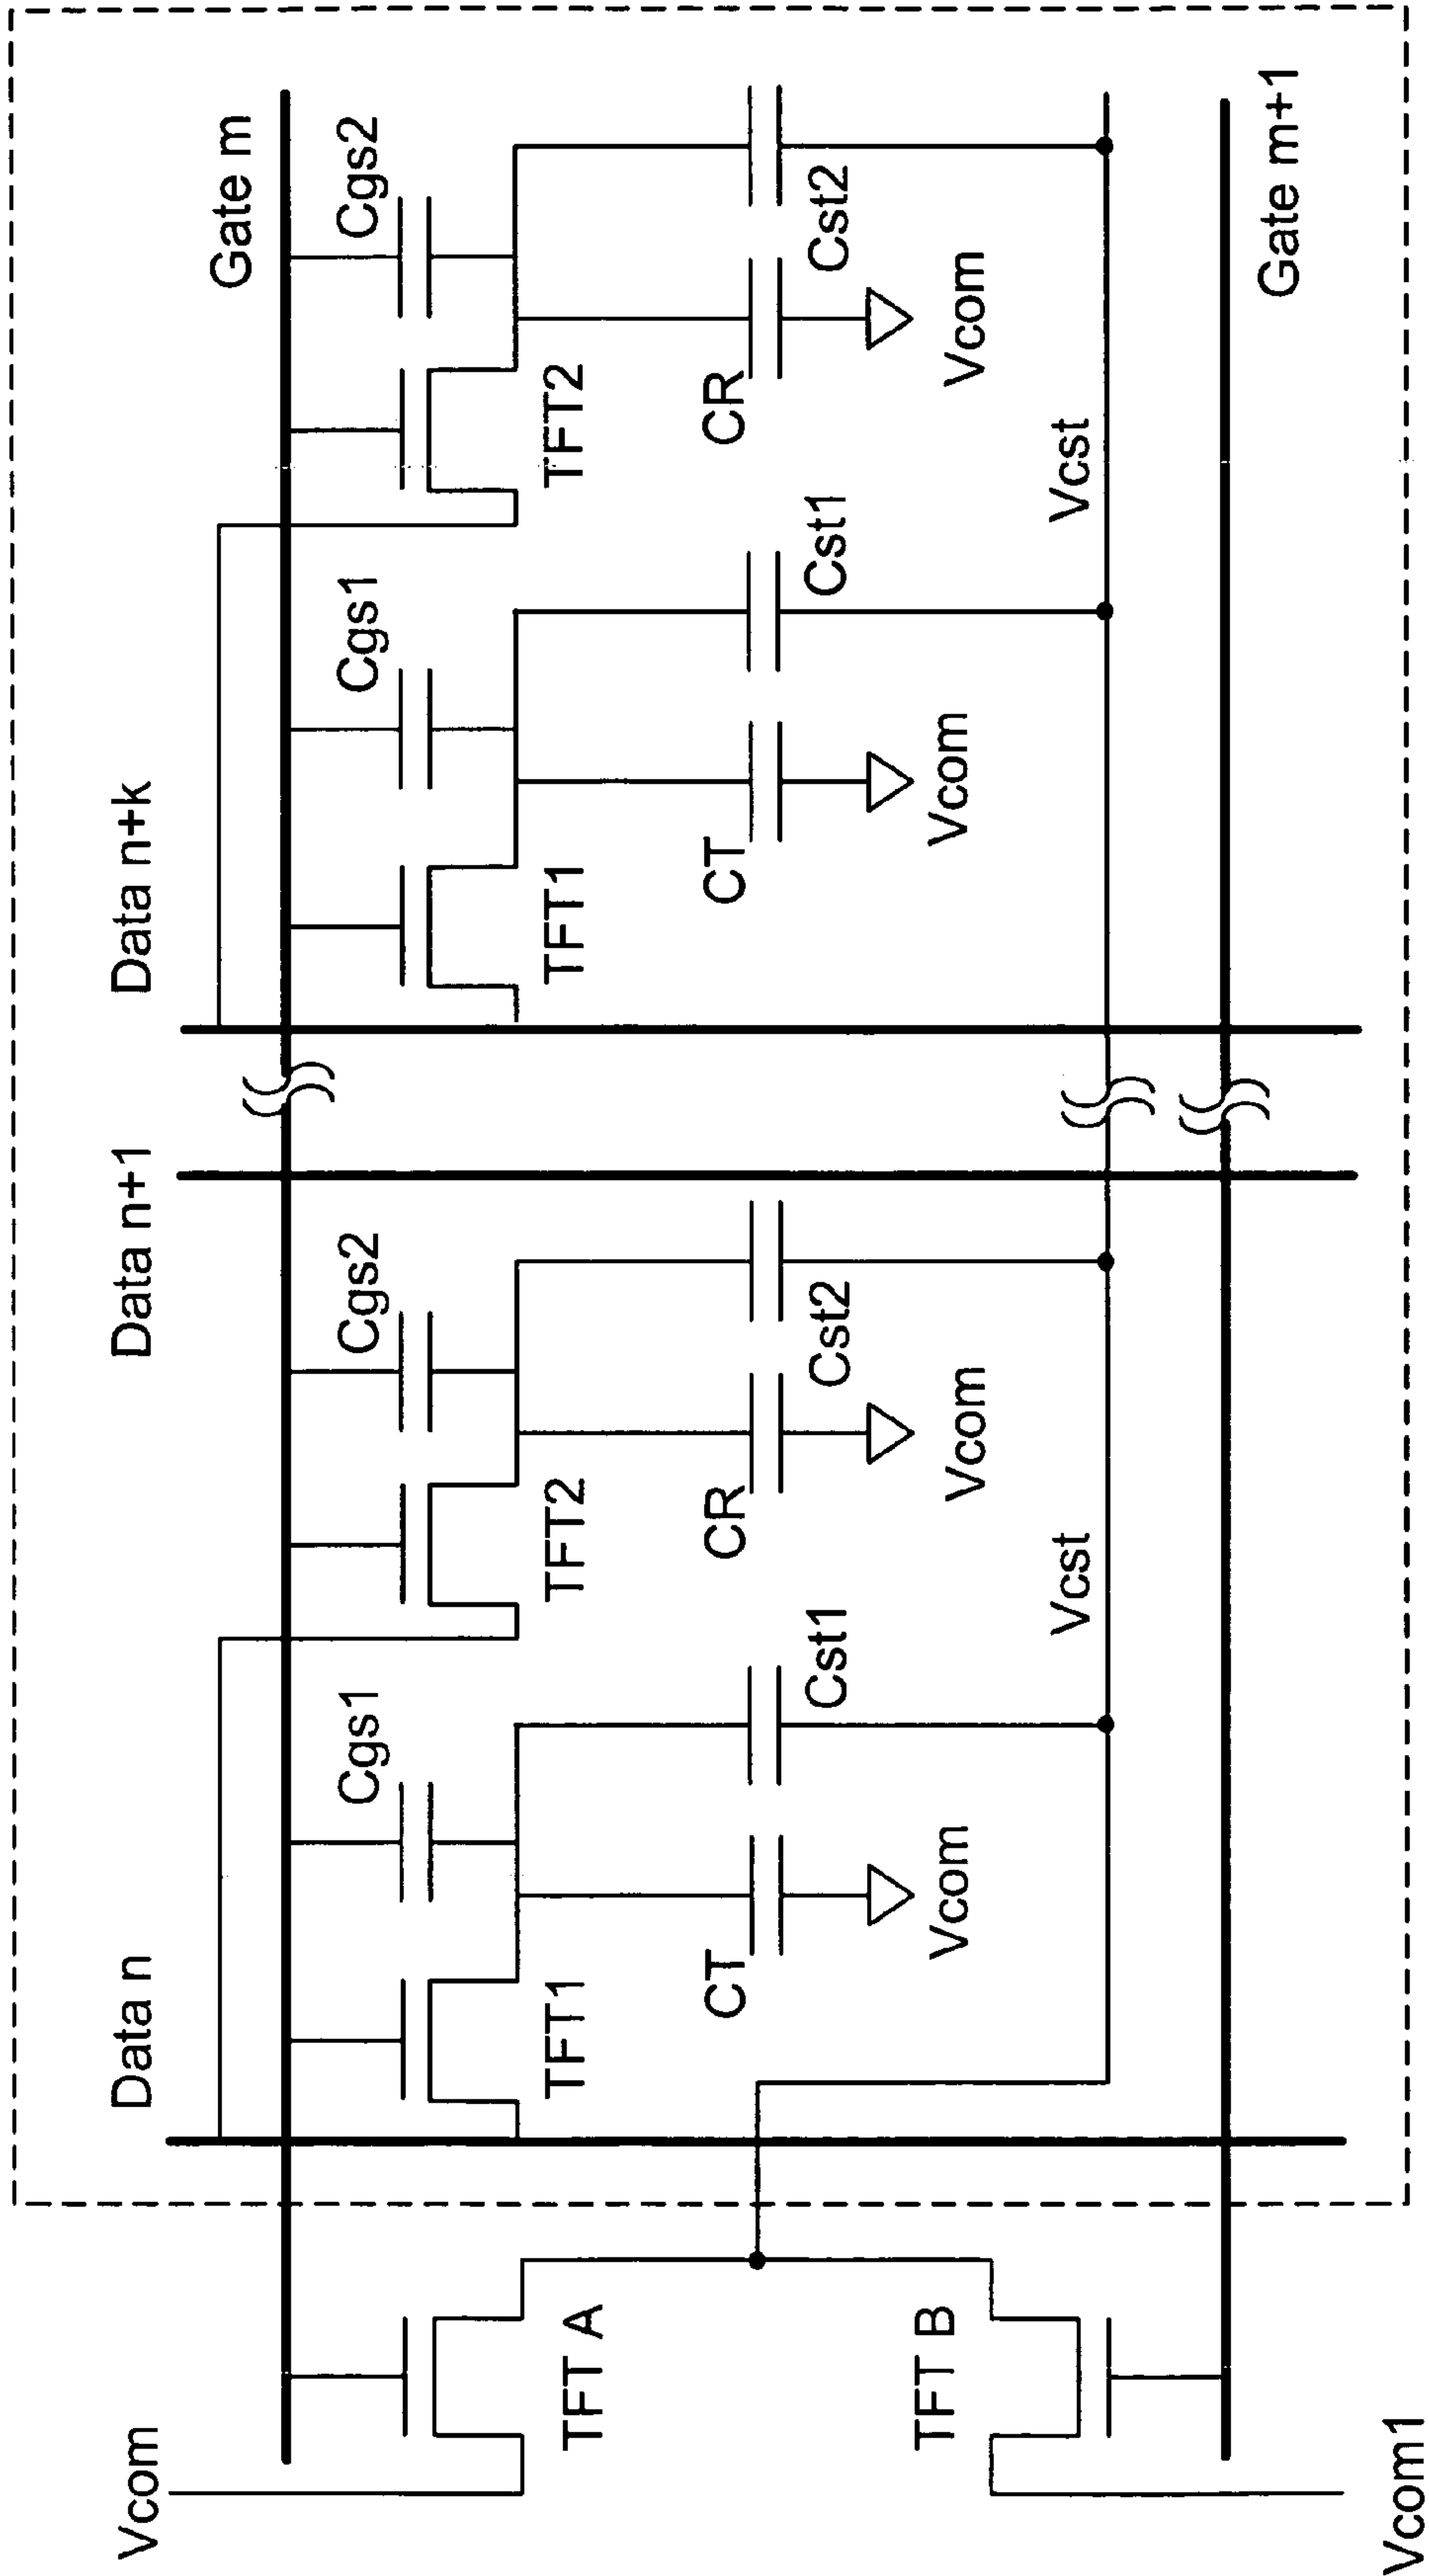 Vcom
Data n
Data n+1
Data n+k
Gate m
Cgs1
Cgs2
Cgs1
Cgs2
TFT A
TFT1
TFT2
TFT1
TFT2
CT
CR
CT
CR
Cst1
Cst2
Cst1
Cst2
TFT B
Vcom
Vcom
Vcom
Vcom
Vcst
Vcst
Gate m+1
Vcom1